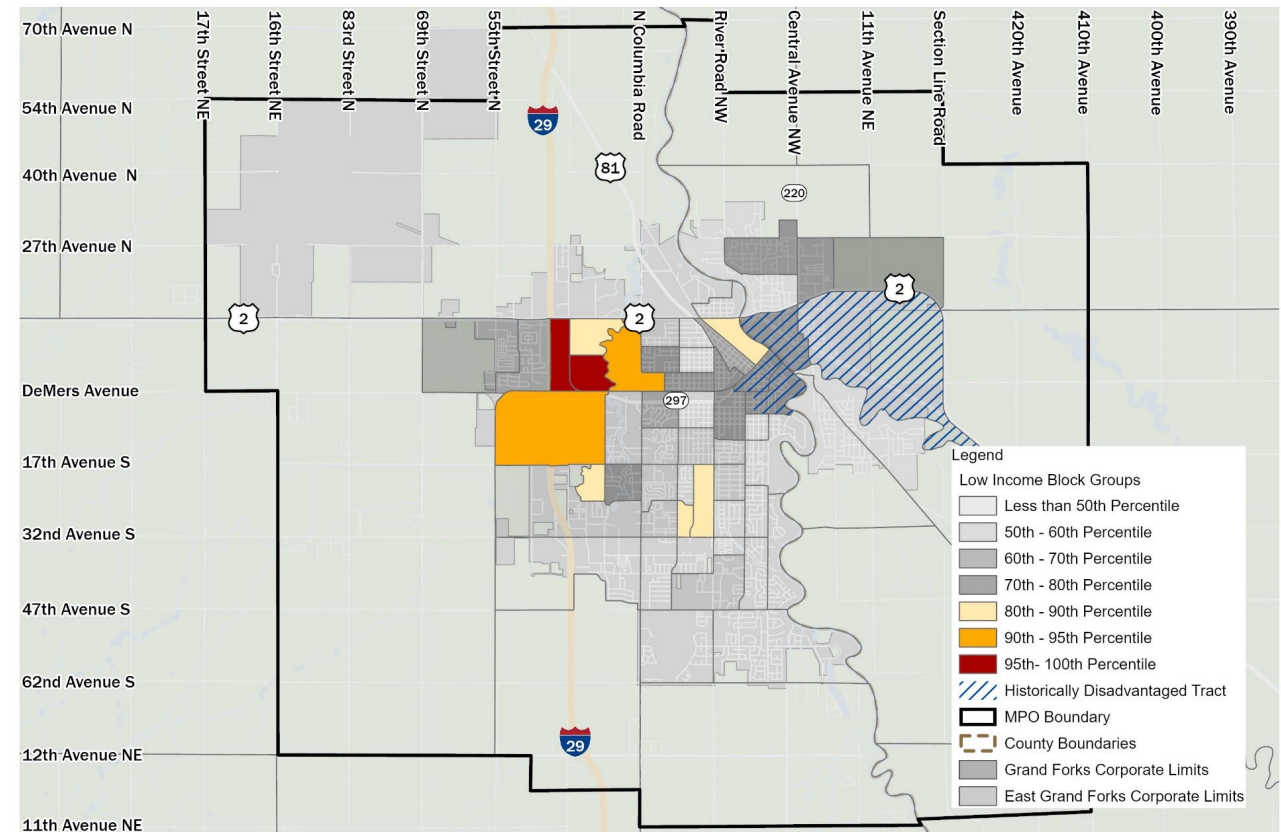 17th Street NE
16th Street NE
83rd Street N
69th Street N
55th Street N
N Columbia Road
River Road NW
Central Avenue NW
11th Avenue NE
Section Line Road
420th Avenue
410th Avenue
400th Avenue
390th Avenue
70th Avenue N
54th Avenue N
29
81
40th Avenue N
220
27th Avenue N
2
2
2
DeMers Avenue
297
17th Avenue S
32nd Avenue S
47th Avenue S
62nd Avenue S
29
12th Avenue NE
11th Avenue NE
Legend
Low Income Block Groups
Less than 50th Percentile
50th - 60th Percentile
60th - 70th Percentile
70th - 80th Percentile
80th - 90th Percentile
90th - 95th Percentile
95th- 100th Percentile
Historically Disadvantaged Tract
MPO Boundary
County Boundaries
Grand Forks Corporate Limits
East Grand Forks Corporate Limits